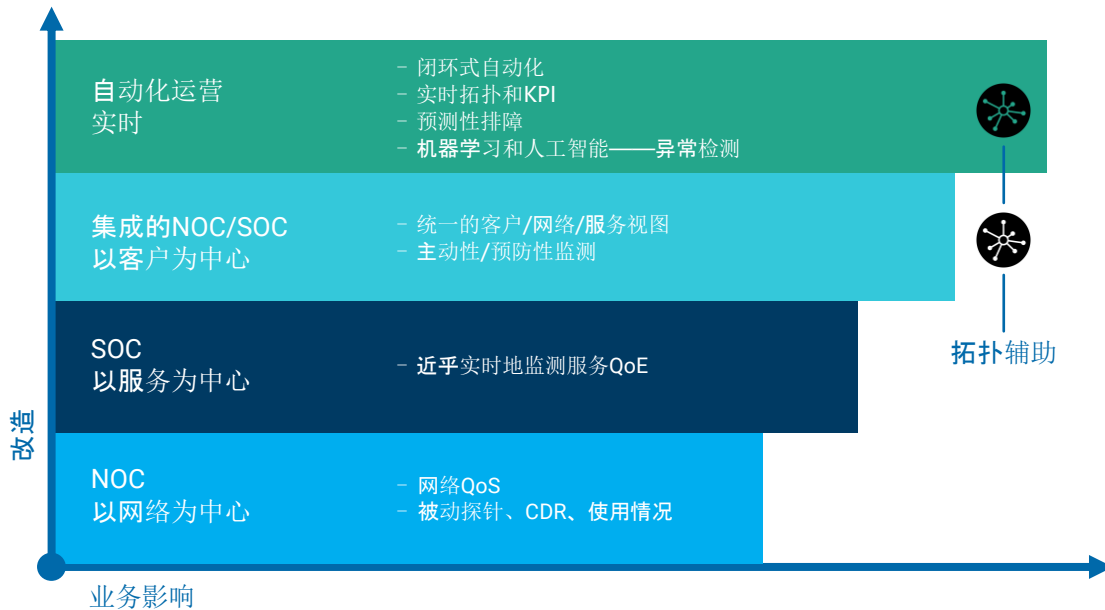 自动化运营
实时
- 闭环式自动化
- 实时拓扑和KPI
- 预测性排障
- 机器学习和人工智能——异常检测
集成的NOC/SOC
以客户为中心
- 统一的客户/网络/服务视图
- 主动性/预防性监测
拓扑辅助
SOC
以服务为中心
- 近乎实时地监测服务QoE
NOC
以网络为中心
- 网络QoS
- 被动探针、CDR、使用情况
改造
业务影响